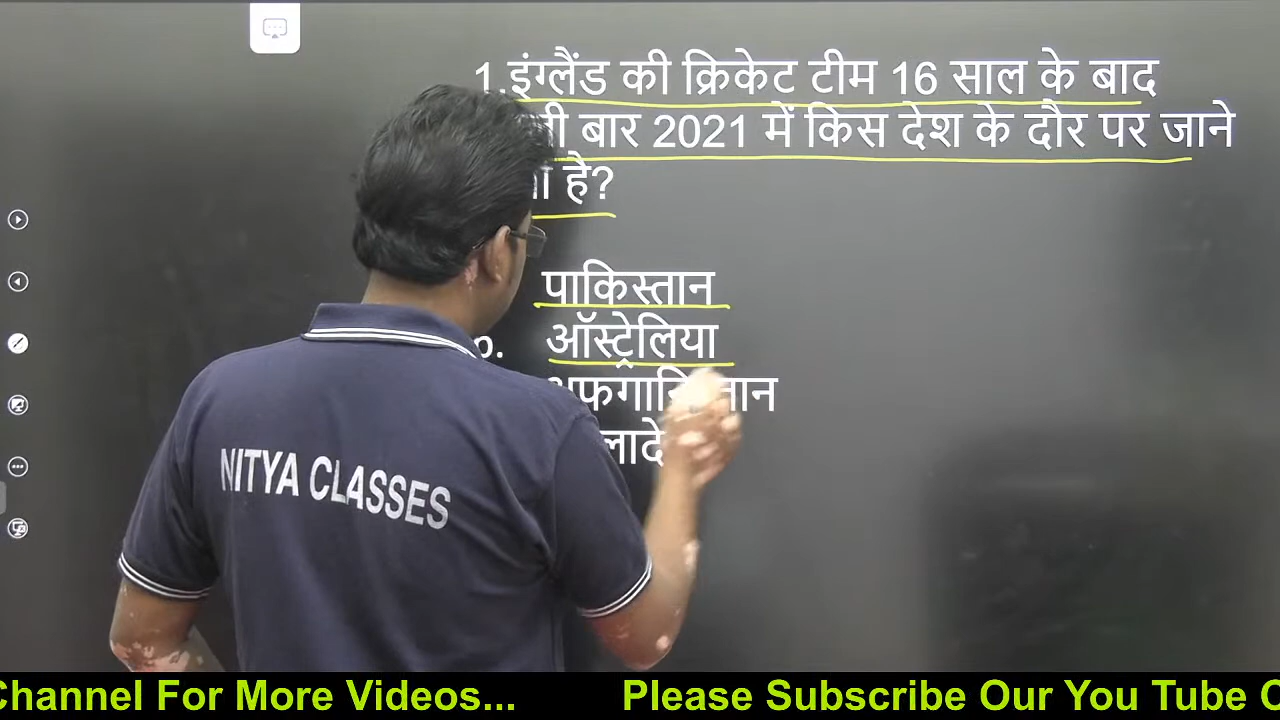 1.इंग्लैंड की क्रिकेट टीम 16 साल के बाद
बार 2021 में किस देश के दौर पर जाने
है?
पाकिस्तान
ऑस्ट्रेलिया
NITYA CLASSES
Channel For More Videos... Please Subscribe Our You Tube